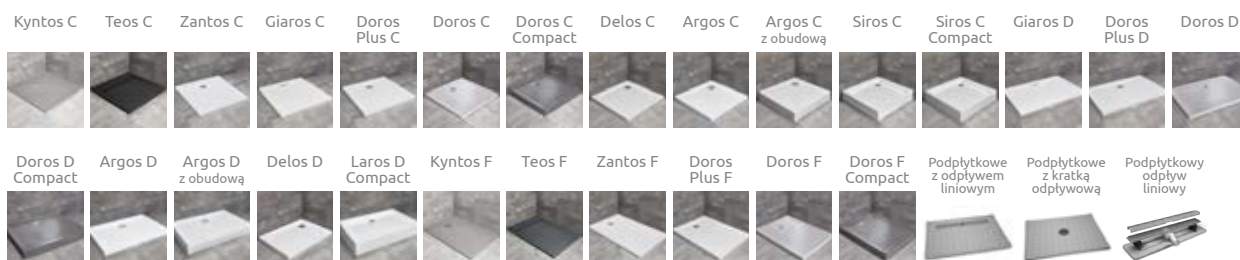 Kyntos C
Teos C
Zantos C
Giaros C
Doros
Plus C
Doros C
Doros C
Compact
Delos C
Argos C
Argos C
z obudową
Siros C
Siros C
Compact
Giaros D
Doros
Plus D
Doros D
Doros D
Compact
Argos D
Argos D
z obudową
Delos D
Laros D
Compact
Kyntos F
Teos F
Zantos F
Doros
Plus F
Doros F
Doros F
Compact
Podpłytkowe
z odpływem
liniowym
Podpłytkowe
z kratką
odpływową
Podpłytkowy
odpływ
liniowy